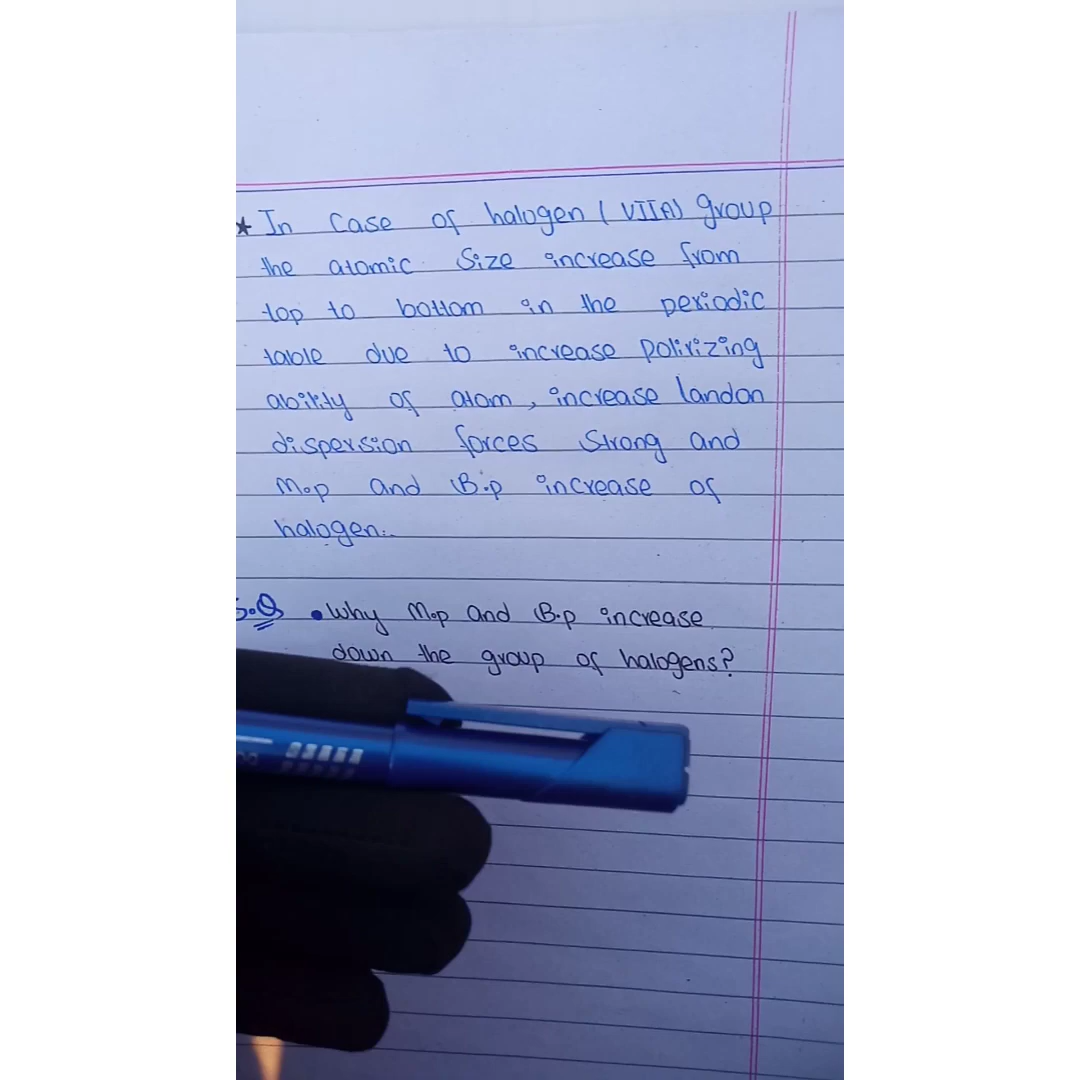 ★ In Case of halogen (VIIA) group
the atomic Size increase from
top to bottom in the periodic
table due to increase polirizing
ability of atom, increase landon
dispersion forces Strong and
M.p and B.p increase of
halogen.
S.Q • Why M.p and B.p increase
down the group of halogens?